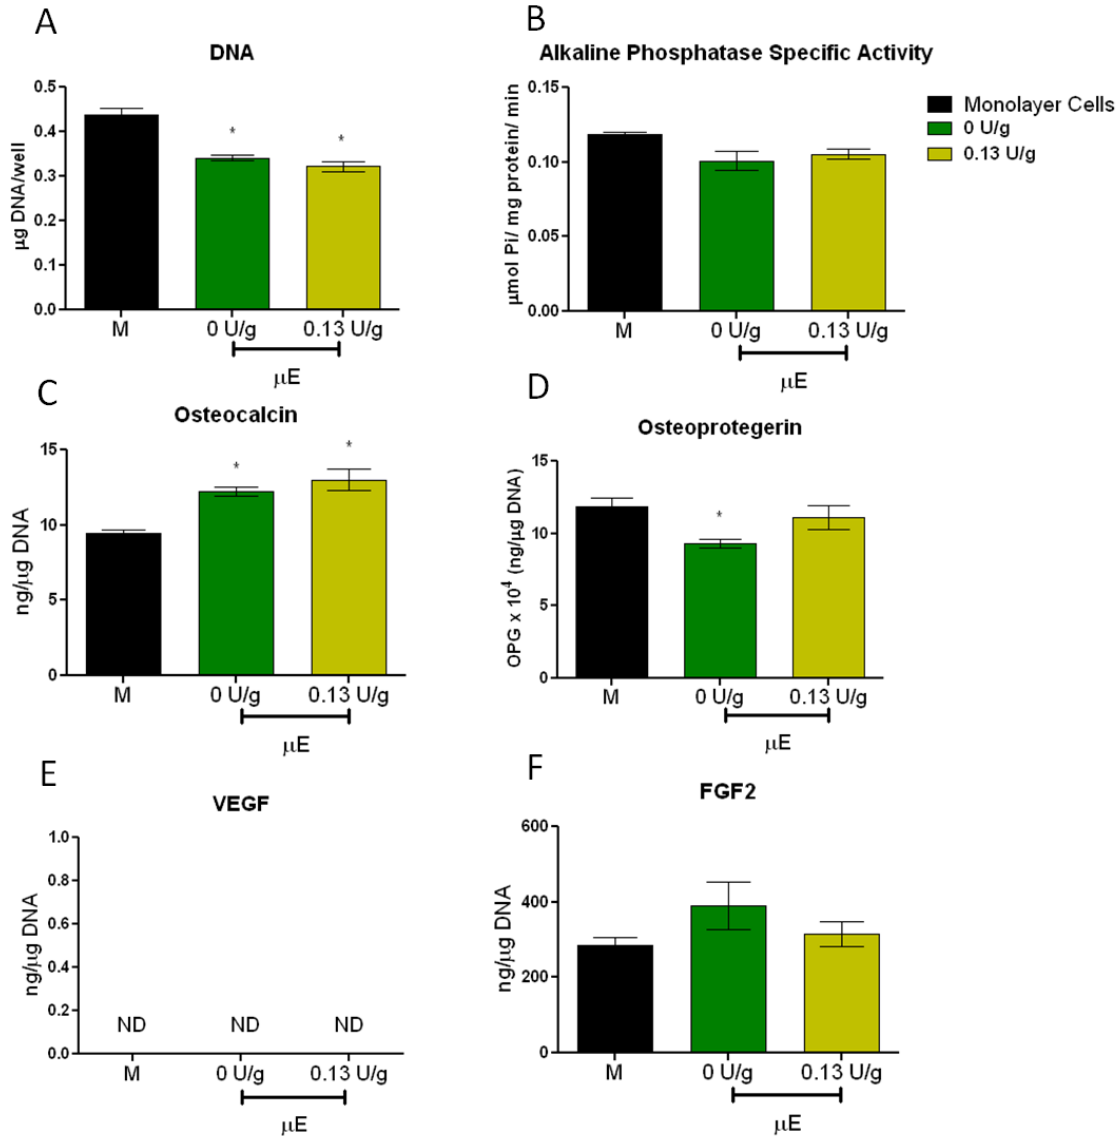 A
DNA
µg DNA/well
0.5
0.4
0.3
0.2
0.1
0.0
*
*
M
0 U/g
0.13 U/g
µE
B
Alkaline Phosphatase Specific Activity
µmol Pi/ mg protein/ min
0.15
0.10
0.05
0.00
M
0 U/g
0.13 U/g
µE
Monolayer Cells
0 U/g
0.13 U/g
C
Osteocalcin
ng/µg DNA
15
10
5
0
*
*
M
0 U/g
0.13 U/g
µE
D
Osteoprotegerin
OPG x 10⁴ (ng/µg DNA)
15
10
5
0
*
M
0 U/g
0.13 U/g
µE
E
VEGF
ng/µg DNA
1.0
0.8
0.6
0.4
0.2
0.0
ND
ND
ND
M
0 U/g
0.13 U/g
µE
F
FGF2
ng/µg DNA
600
400
200
0
M
0 U/g
0.13 U/g
µE